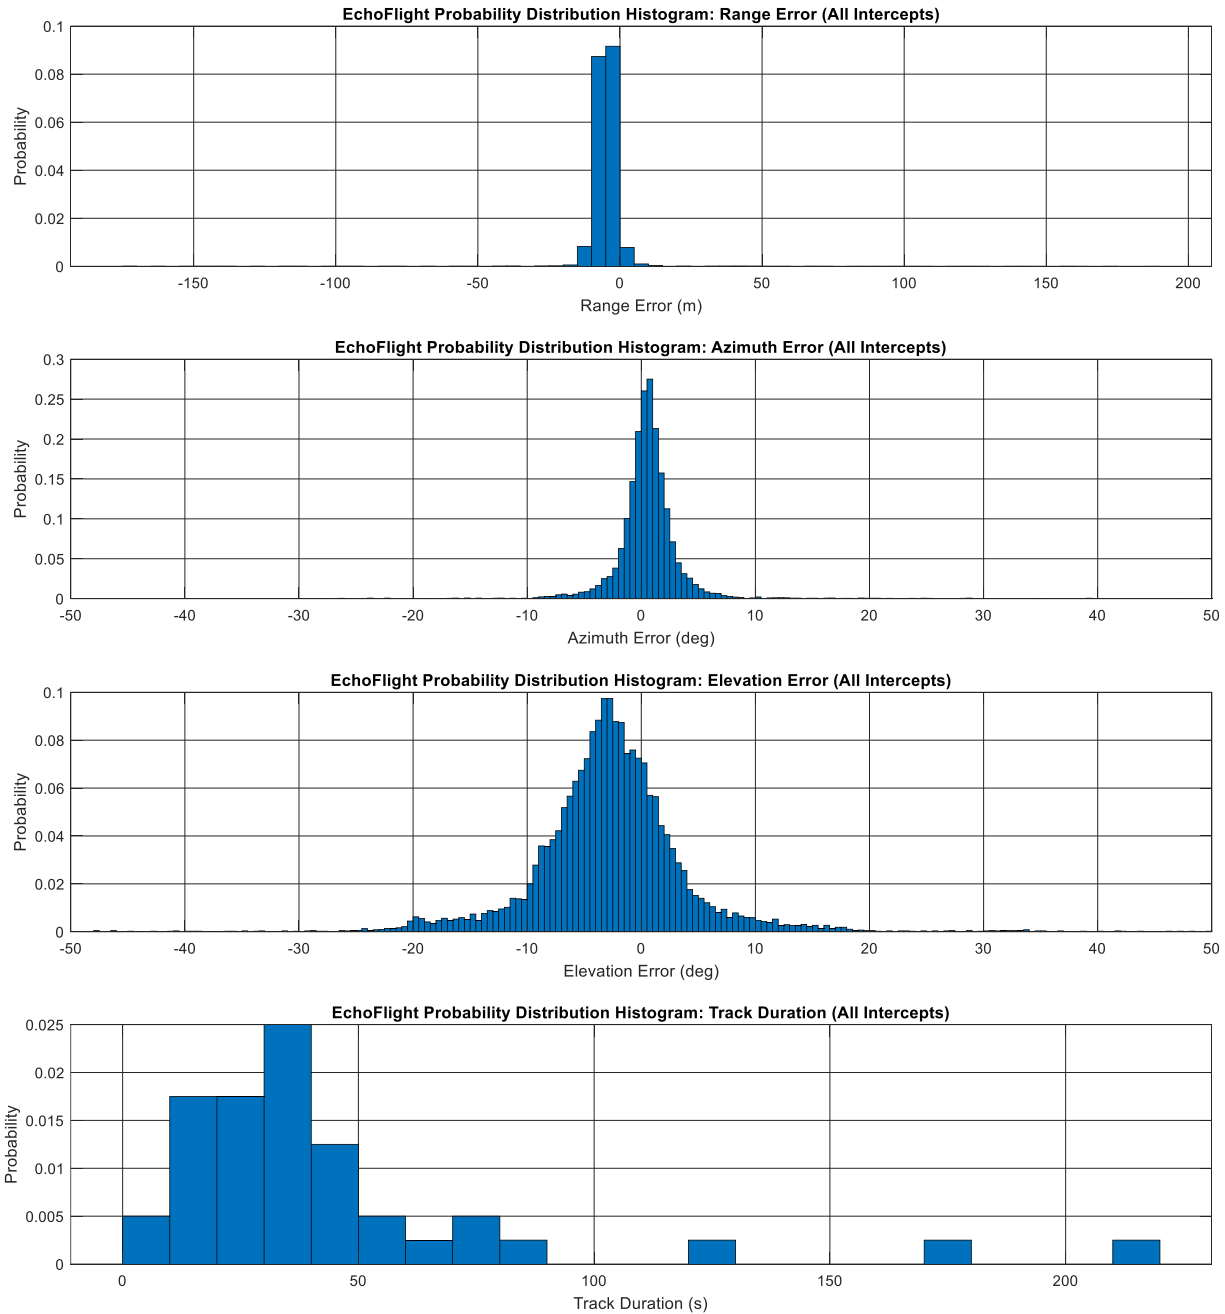 EchoFlight Probability Distribution Histogram: Range Error (All Intercepts)
0.1
0.08
0.06
0.04
0.02
0
Probability
-150 -100 -50 0 50 100 150 200
Range Error (m)
EchoFlight Probability Distribution Histogram: Azimuth Error (All Intercepts)
0.3
0.25
0.2
0.15
0.1
0.05
0
Probability
-50 -40 -30 -20 -10 0 10 20 30 40 50
Azimuth Error (deg)
EchoFlight Probability Distribution Histogram: Elevation Error (All Intercepts)
0.1
0.08
0.06
0.04
0.02
0
Probability
-50 -40 -30 -20 -10 0 10 20 30 40 50
Elevation Error (deg)
EchoFlight Probability Distribution Histogram: Track Duration (All Intercepts)
0.025
0.02
0.015
0.01
0.005
0
Probability
0 50 100 150 200
Track Duration (s)